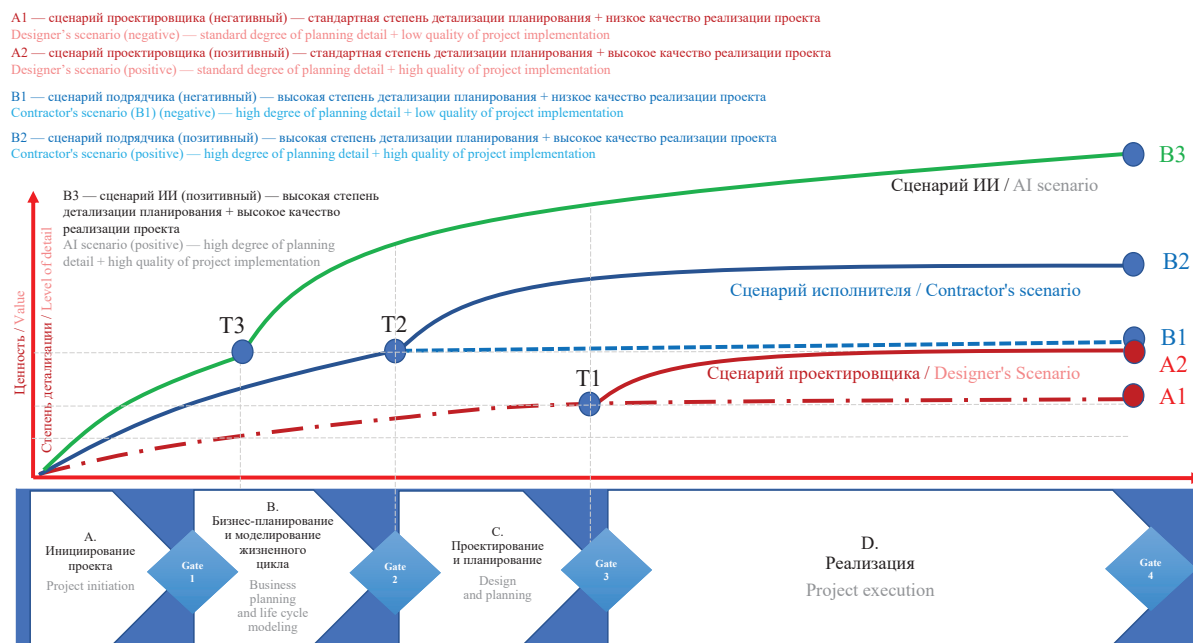 A1 — сценарий проектировщика (негативный) — стандартная степень детализации планирования + низкое качество реализации проекта
Designer's scenario (negative) — standard degree of planning detail + low quality of project implementation
A2 — сценарий проектировщика (позитивный) — стандартная степень детализации планирования + высокое качество реализации проекта
Designer's scenario (positive) — standard degree of planning detail + high quality of project implementation
B1 — сценарий подрядчика (негативный) — высокая степень детализации планирования + низкое качество реализации проекта
Contractor's scenario (B1) (negative) — high degree of planning detail + low quality of project implementation
B2 — сценарий подрядчика (позитивный) — высокая степень детализации планирования + высокое качество реализации проекта
Contractor's scenario (positive) — high degree of planning detail + high quality of project implementation
B3
Сценарий ИИ / AI scenario
B3 — сценарий ИИ (позитивный) — высокая степень
детализации планирования + высокое качество
реализации проекта
AI scenario (positive) — high degree of planning
detail + high quality of project implementation
Ценность / Value
Степень детализации / Level of detail
B2
Сценарий исполнителя / Contractor's scenario
T3
T2
B1
A2
T1
Сценарий проектировщика / Designer's Scenario
A1
A.
Инициирование
проекта
Project initiation
Gate
1
B.
Бизнес-планирование
и моделирование
жизненного
цикла
Business
planning
and life cycle
modeling
Gate
2
C.
Проектирование
и планирование
Design
and planning
Gate
3
D.
Реализация
Project execution
Gate
4